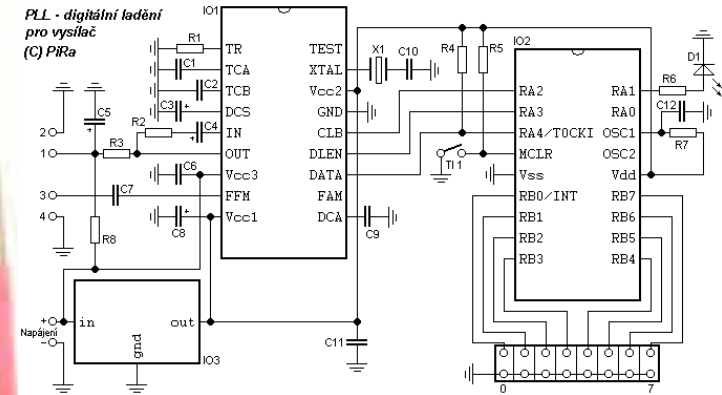 PLL - digitální ladění
pro vysílač
(C) PiRa
IO1
R1
TR
TEST
C1
TCA
XTAL
X1
C10
C2
TCB
Vcc2
C3
+
DCS
GND
C5
+
R2
C4
+
IN
CLB
2
1
R3
OUT
DLEN
C6
Vcc3
DATA
3
C7
FFM
FAM
4
+
C8
Vcc1
DCA
C9
R8
R4
R5
IO2
D1
R6
RA2
RA1
RA3
RA0
C12
RA4/T0CKI
OSC1
MCLR
OSC2
R7
Tl 1
Vss
Vdd
RB0/INT
RB7
RB1
RB6
RB2
RB5
RB3
RB4
+
Napájení
-
in
out
gnd
IO3
C11
0
7